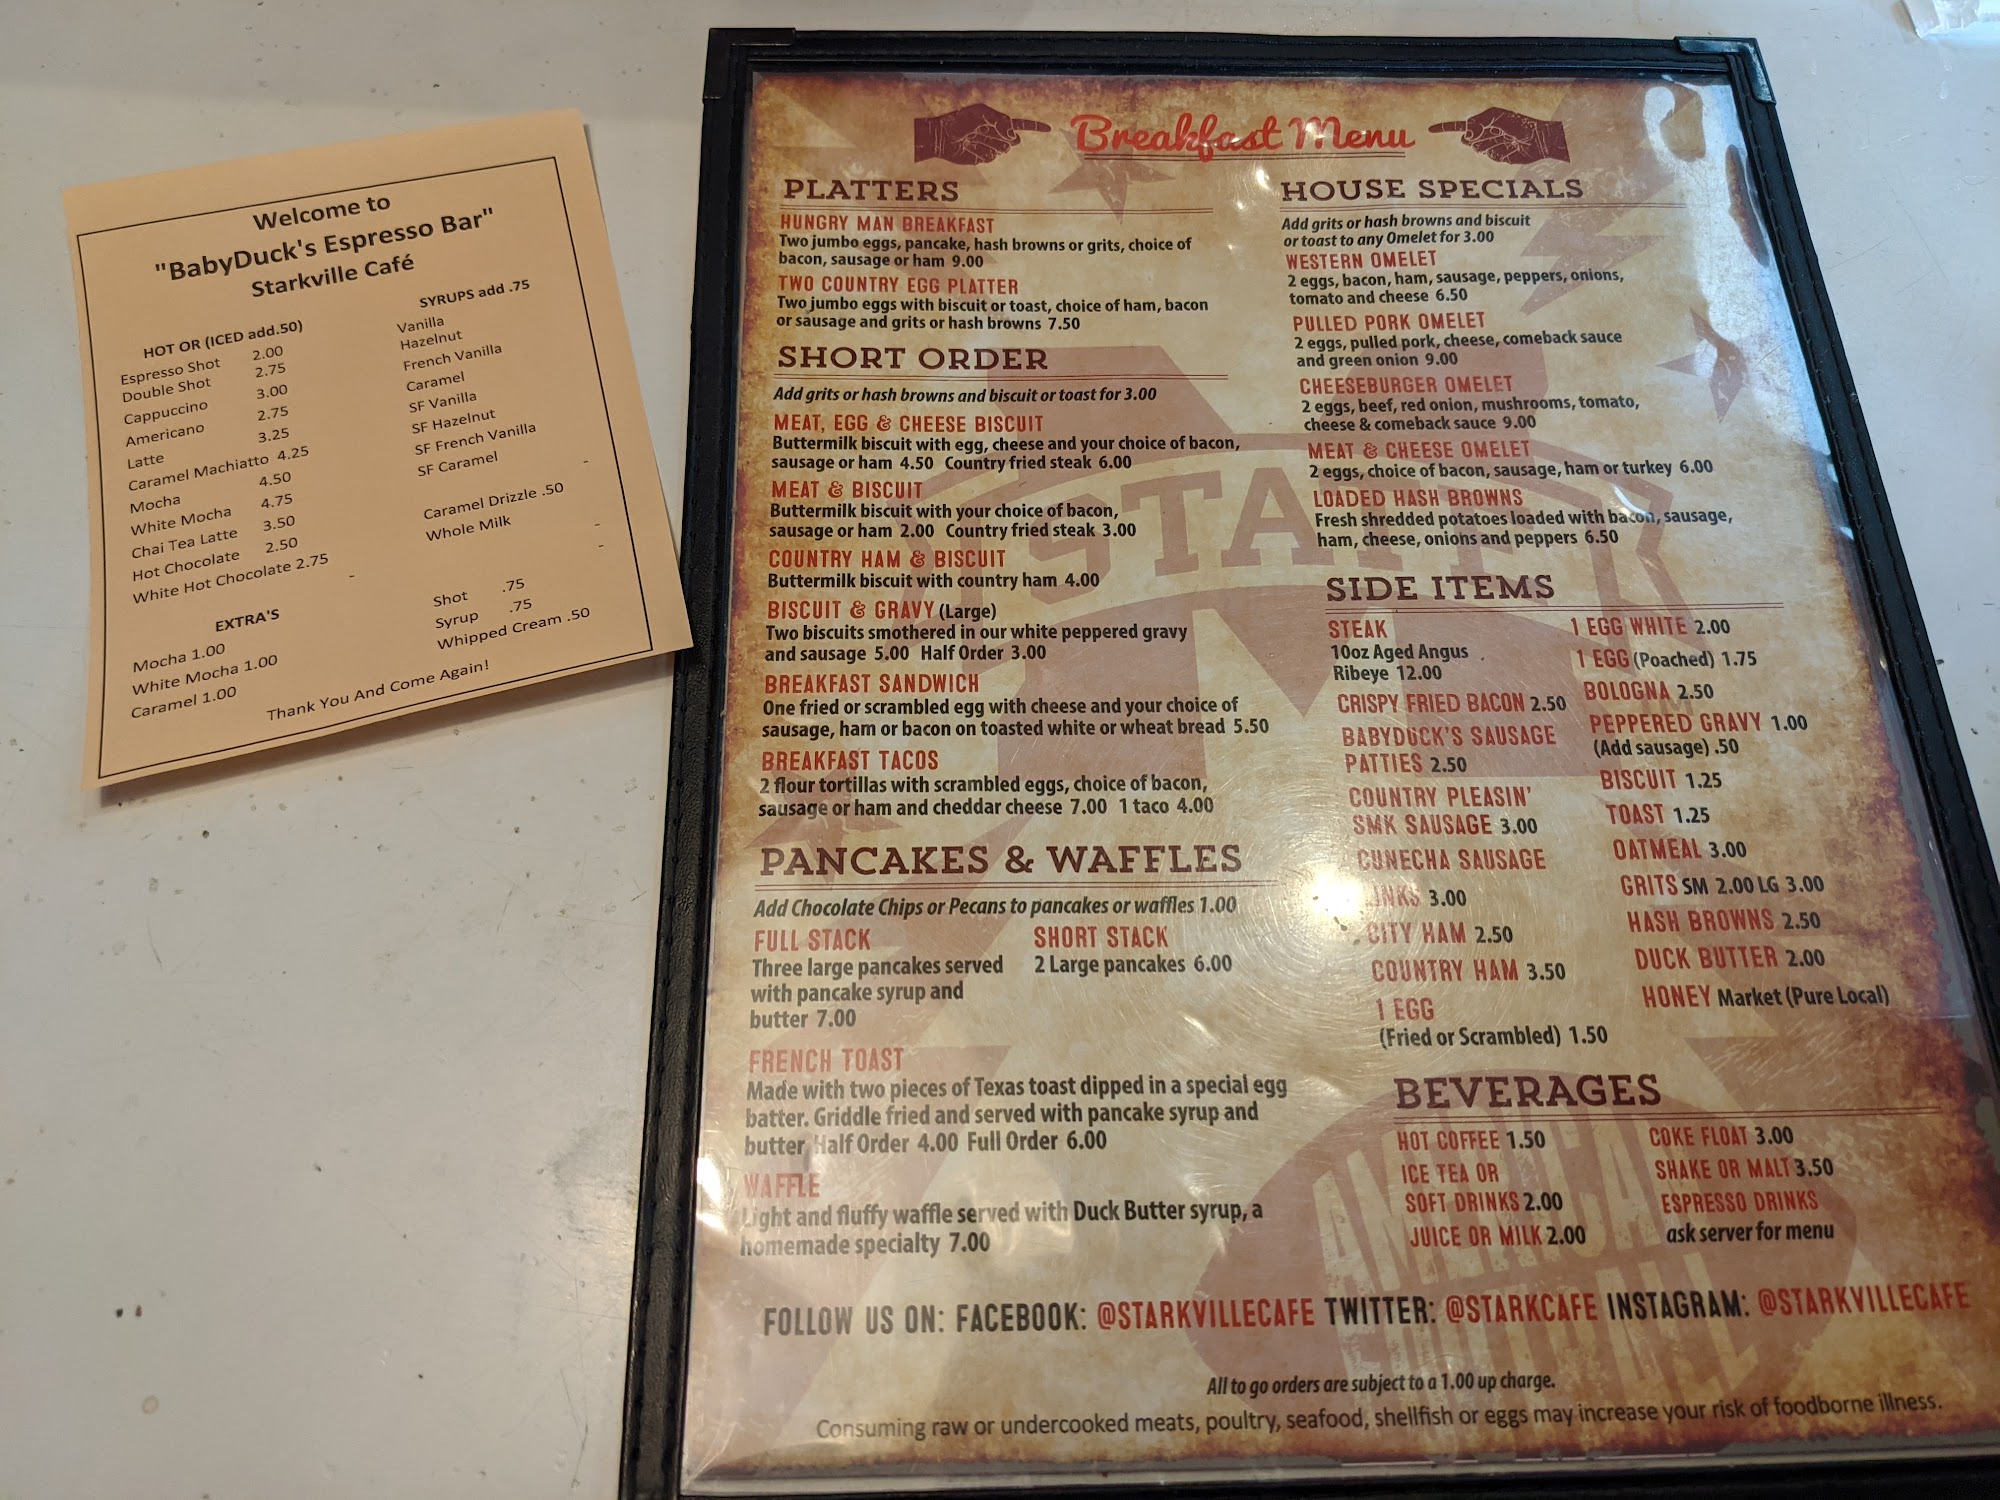 Welcome to
"BabyDuck's Espresso Bar"
Starkville Café
HOT OR (ICED add.50)
Espresso Shot 2.00
Double Shot 2.75
Cappuccino 3.00
Americano 2.75
Latte 3.25
Caramel Machiatto 4.25
Mocha 4.50
White Mocha 4.75
Chai Tea Latte 3.50
Hot Chocolate 2.50
White Hot Chocolate 2.75
-
SYRUPS add .75
Vanilla
Hazelnut
French Vanilla
Caramel
SF Vanilla
SF Hazelnut
SF French Vanilla
SF Caramel
-
Caramel Drizzle .50
Whole Milk -
-
EXTRA'S
Mocha 1.00
White Mocha 1.00
Caramel 1.00
Shot .75
Syrup .75
Whipped Cream .50
Thank You And Come Again!
Breakfast Menu
PLATTERS
HUNGRY MAN BREAKFAST
Two jumbo eggs, pancake, hash browns or grits, choice of
bacon, sausage or ham 9.00
TWO COUNTRY EGG PLATTER
Two jumbo eggs with biscuit or toast, choice of ham, bacon
or sausage and grits or hash browns 7.50
SHORT ORDER
Add grits or hash browns and biscuit or toast for 3.00
MEAT, EGG & CHEESE BISCUIT
Buttermilk biscuit with egg, cheese and your choice of bacon,
sausage or ham 4.50 Country fried steak 6.00
MEAT & BISCUIT
Buttermilk biscuit with your choice of bacon,
sausage or ham 2.00 Country fried steak 3.00
COUNTRY HAM & BISCUIT
Buttermilk biscuit with country ham 4.00
BISCUIT & GRAVY (Large)
Two biscuits smothered in our white peppered gravy
and sausage 5.00 Half Order 3.00
BREAKFAST SANDWICH
One fried or scrambled egg with cheese and your choice of
sausage, ham or bacon on toasted white or wheat bread 5.50
BREAKFAST TACOS
2 flour tortillas with scrambled eggs, choice of bacon,
sausage or ham and cheddar cheese 7.00 1 taco 4.00
PANCAKES & WAFFLES
Add Chocolate Chips or Pecans to pancakes or waffles 1.00
FULL STACK
Three large pancakes served
with pancake syrup and
butter 7.00
SHORT STACK
2 Large pancakes 6.00
FRENCH TOAST
Made with two pieces of Texas toast dipped in a special egg
batter. Griddle fried and served with pancake syrup and
butter Half Order 4.00 Full Order 6.00
WAFFLE
Light and fluffy waffle served with Duck Butter syrup, a
homemade specialty 7.00
HOUSE SPECIALS
Add grits or hash browns and biscuit
or toast to any Omelet for 3.00
WESTERN OMELET
2 eggs, bacon, ham, sausage, peppers, onions,
tomato and cheese 6.50
PULLED PORK OMELET
2 eggs, pulled pork, cheese, comeback sauce
and green onion 9.00
CHEESEBURGER OMELET
2 eggs, beef, red onion, mushrooms, tomato,
cheese & comeback sauce 9.00
MEAT & CHEESE OMELET
2 eggs, choice of bacon, sausage, ham or turkey 6.00
LOADED HASH BROWNS
Fresh shredded potatoes loaded with bacon, sausage,
ham, cheese, onions and peppers 6.50
STATE
SIDE ITEMS
STEAK
10oz Aged Angus
Ribeye 12.00
CRISPY FRIED BACON 2.50
BABYDUCK'S SAUSAGE
PATTIES 2.50
COUNTRY PLEASIN'
SMK SAUSAGE 3.00
CUNECHA SAUSAGE
3.00
CITY HAM 2.50
COUNTRY HAM 3.50
1 EGG
(Fried or Scrambled) 1.50
1 EGG WHITE 2.00
1 EGG (Poached) 1.75
BOLOGNA 2.50
PEPPERED GRAVY 1.00
(Add sausage) .50
BISCUIT 1.25
TOAST 1.25
OATMEAL 3.00
GRITS SM 2.00 LG 3.00
HASH BROWNS 2.50
DUCK BUTTER 2.00
HONEY Market (Pure Local)
BEVERAGES
HOT COFFEE 1.50
ICE TEA OR
SOFT DRINKS 2.00
JUICE OR MILK 2.00
COKE FLOAT 3.00
SHAKE OR MALT 3.50
ESPRESSO DRINKS
ask server for menu
AMERICAN
FOOTBALL
FOLLOW US ON: FACEBOOK: @STARKVILLECAFE TWITTER: @STARKCAFE INSTAGRAM: @STARKVILLECAFE
All to go orders are subject to a 1.00 up charge.
Consuming raw or undercooked meats, poultry, seafood, shellfish or eggs may increase your risk of foodborne illness.